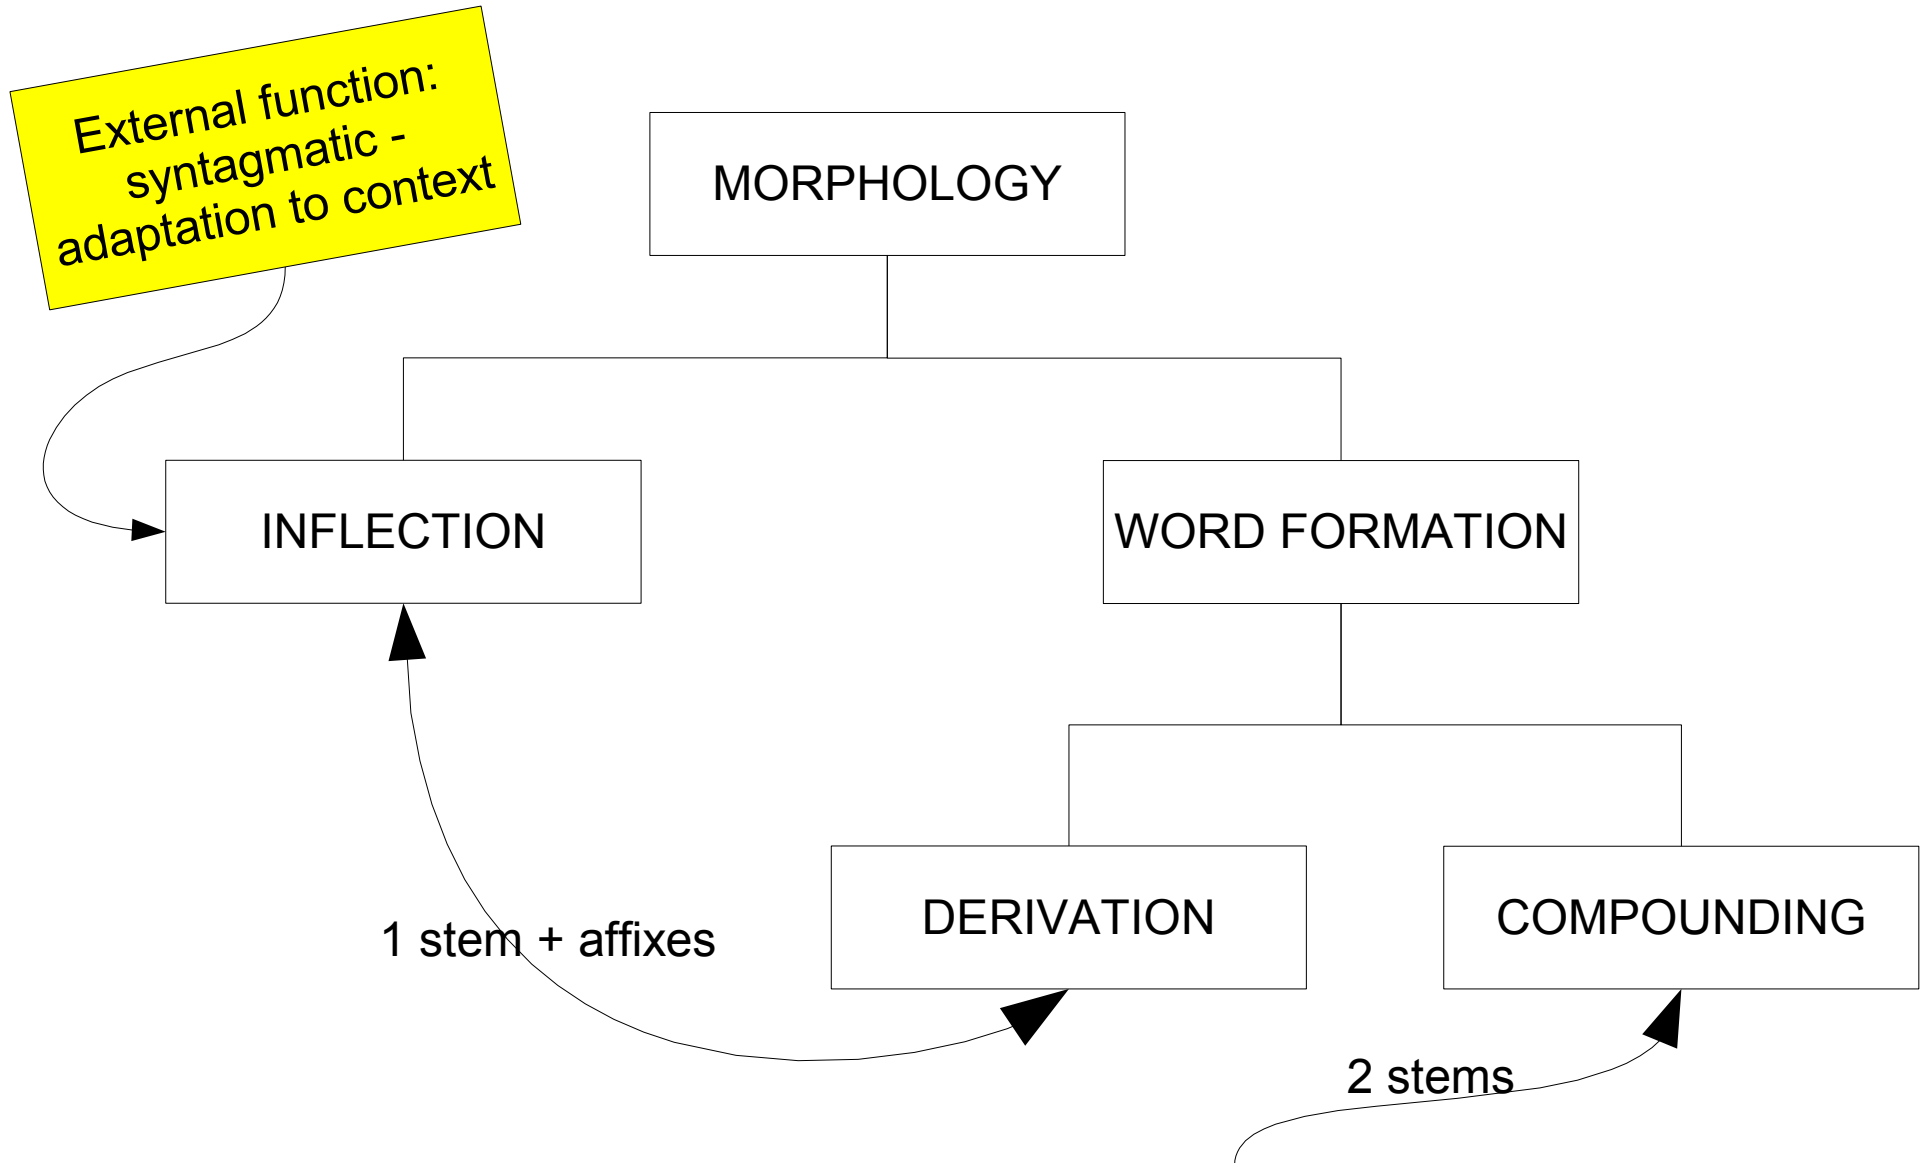 External function:
syntagmatic -
adaptation to context
MORPHOLOGY
INFLECTION
WORD FORMATION
DERIVATION
COMPOUNDING
1 stem + affixes
2 stems